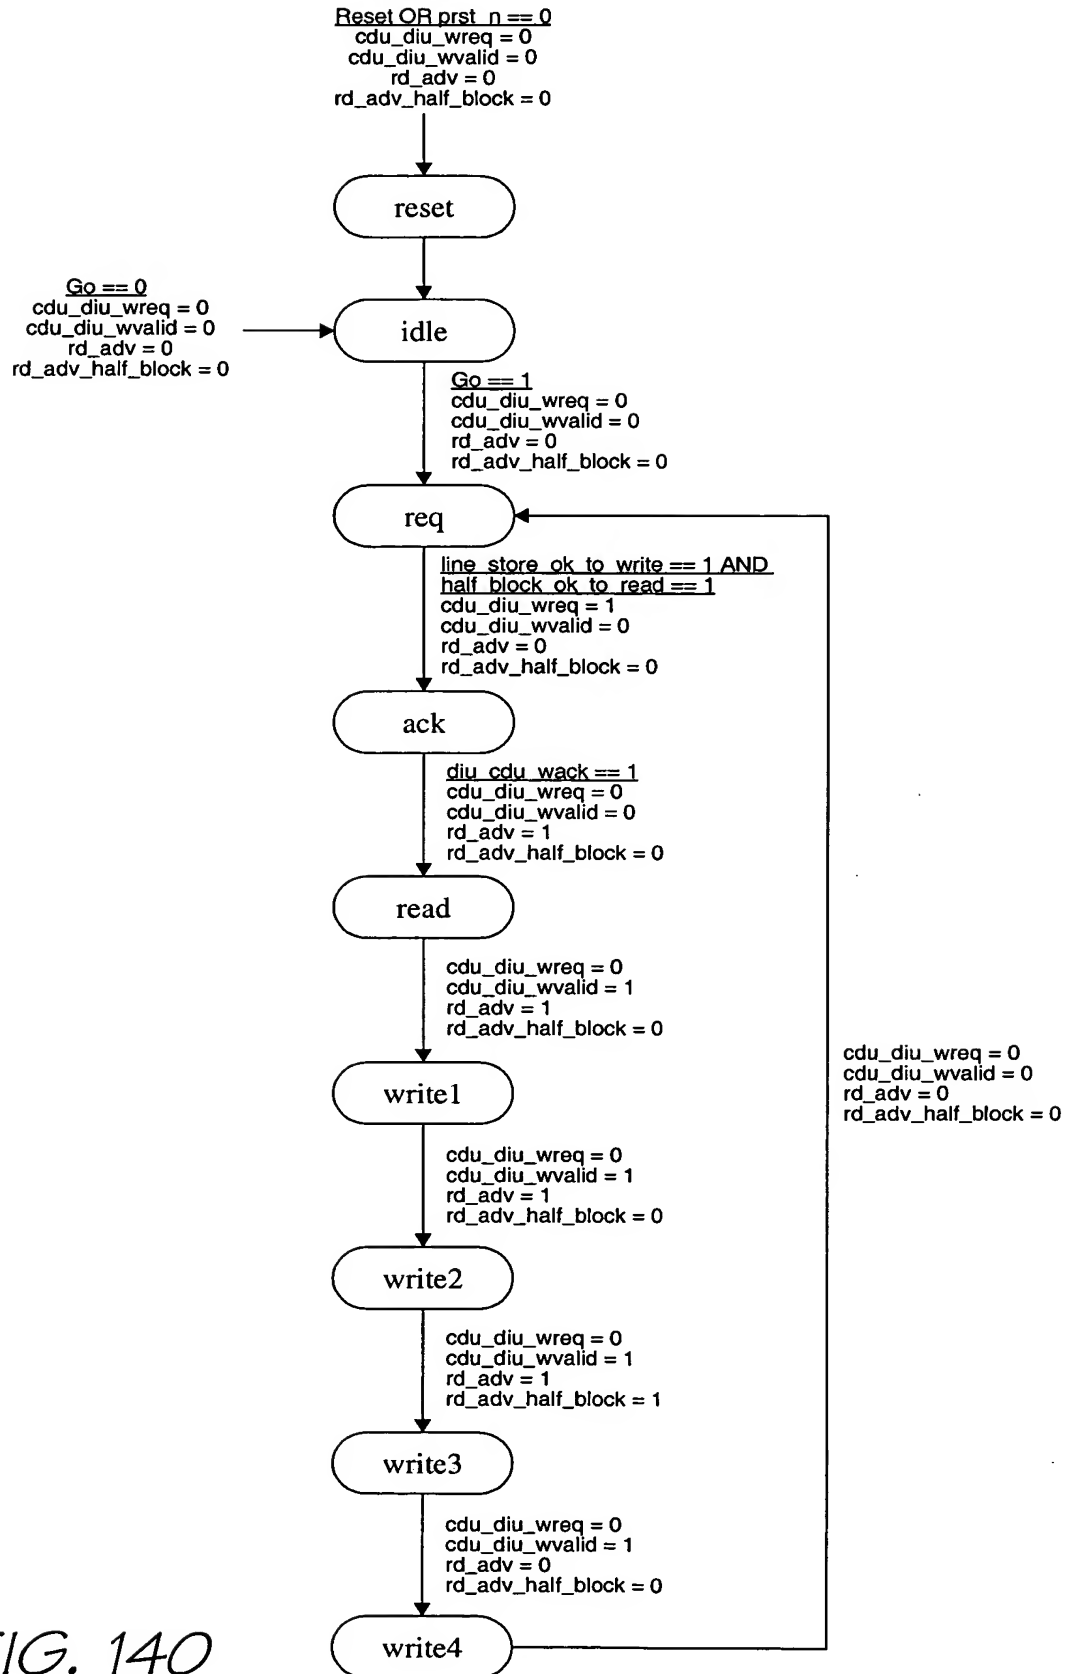 Reset OR prst_n == 0
cdu_diu_wreq = 0
cdu_diu_wvalid = 0
rd_adv = 0
rd_adv_half_block = 0
reset
Go == 0
cdu_diu_wreq = 0
cdu_diu_wvalid = 0
rd_adv = 0
rd_adv_half_block = 0
idle
Go == 1
cdu_diu_wreq = 0
cdu_diu_wvalid = 0
rd_adv = 0
rd_adv_half_block = 0
req
line_store_ok_to_write == 1 AND
half_block_ok_to_read == 1
cdu_diu_wreq = 1
cdu_diu_wvalid = 0
rd_adv = 0
rd_adv_half_block = 0
ack
diu_cdu_wack == 1
cdu_diu_wreq = 0
cdu_diu_wvalid = 0
rd_adv = 1
rd_adv_half_block = 0
read
cdu_diu_wreq = 0
cdu_diu_wvalid = 1
rd_adv = 1
rd_adv_half_block = 0
cdu_diu_wreq = 0
cdu_diu_wvalid = 0
rd_adv = 0
rd_adv_half_block = 0
write1
cdu_diu_wreq = 0
cdu_diu_wvalid = 1
rd_adv = 1
rd_adv_half_block = 0
write2
cdu_diu_wreq = 0
cdu_diu_wvalid = 1
rd_adv = 1
rd_adv_half_block = 1
write3
cdu_diu_wreq = 0
cdu_diu_wvalid = 1
rd_adv = 0
rd_adv_half_block = 0
write4
FIG. 140